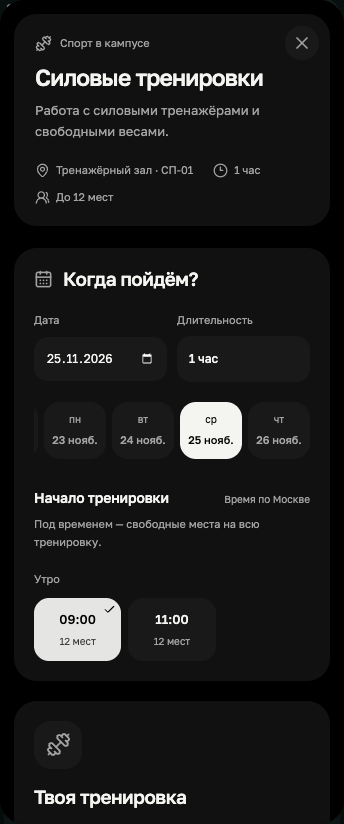 Спорт в кампусе
Силовые тренировки
Работа с силовыми тренажёрами и
свободными весами.
Тренажёрный зал · СП-01
1 час
До 12 мест
Когда пойдём?
Дата
Длительность
25.11.2026
1 час
пн
23 нояб.
вт
24 нояб.
ср
25 нояб.
чт
26 нояб.
Начало тренировки
Время по Москве
Под временем — свободные места на всю
тренировку.
Утро
09:00
12 мест
11:00
12 мест
Твоя тренировка